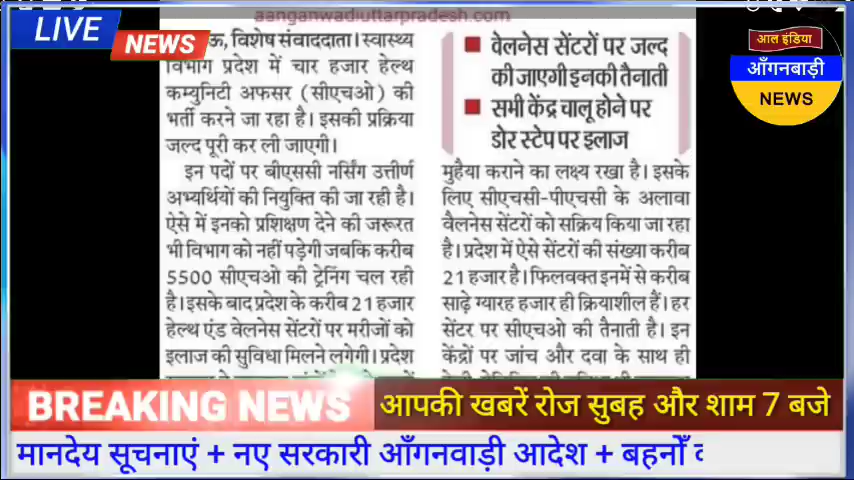 aanganwadiuttarpradesh.com
LIVE
NEWS
आल इंडिया
आँगनबाड़ी
NEWS
विशेष संवाददाता। स्वास्थ्य
विभाग प्रदेश में चार हजार हेल्थ
कम्युनिटी अफसर (सीएचओ) की
भर्ती करने जा रहा है। इसकी प्रक्रिया
जल्द पूरी कर ली जाएगी।
इन पदों पर बीएससी नर्सिंग उत्तीर्ण
अभ्यर्थियों की नियुक्ति की जा रही है।
ऐसे में इनको प्रशिक्षण देने की जरूरत
भी विभाग को नहीं पड़ेगी जबकि करीब
5500 सीएचओ की ट्रेनिंग चल रही
है। इसके बाद प्रदेश के करीब 21 हजार
हेल्थ एंड वेलनेस सेंटरों पर मरीजों को
इलाज की सुविधा मिलने लगेगी। प्रदेश
वेलनेस सेंटरों पर जल्द
की जाएगी इनकी तैनाती
सभी केंद्र चालू होने पर
डोर स्टेप पर इलाज
मुहैया कराने का लक्ष्य रखा है। इसके
लिए सीएचसी-पीएचसी के अलावा
वैलनेस सेंटरों को सक्रिय किया जा रहा
है। प्रदेश में ऐसे सेंटरों की संख्या करीब
21 हजार है। फिलवक्त इनमें से करीब
साढ़े ग्यारह हजार ही क्रियाशील हैं। हर
सेंटर पर सीएचओ की तैनाती है। इन
केंद्रों पर जांच और दवा के साथ ही
BREAKING NEWS
आपकी खबरें रोज सुबह और शाम 7 बजे
मानदेय सूचनाएं + नए सरकारी आँगनवाड़ी आदेश + बहनों